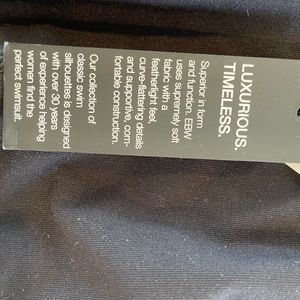 LUXURIOUS.
TIMELESS.
Superior in form
and function. EBW
uses supremely soft
fabric with a
featherlight feel,
curve-flattering details
and supportive, com-
fortable construction.
Our collection of
classic swim
silhouettes is designed
with over 30 years
of experience helping
women find the
perfect swimsuit.